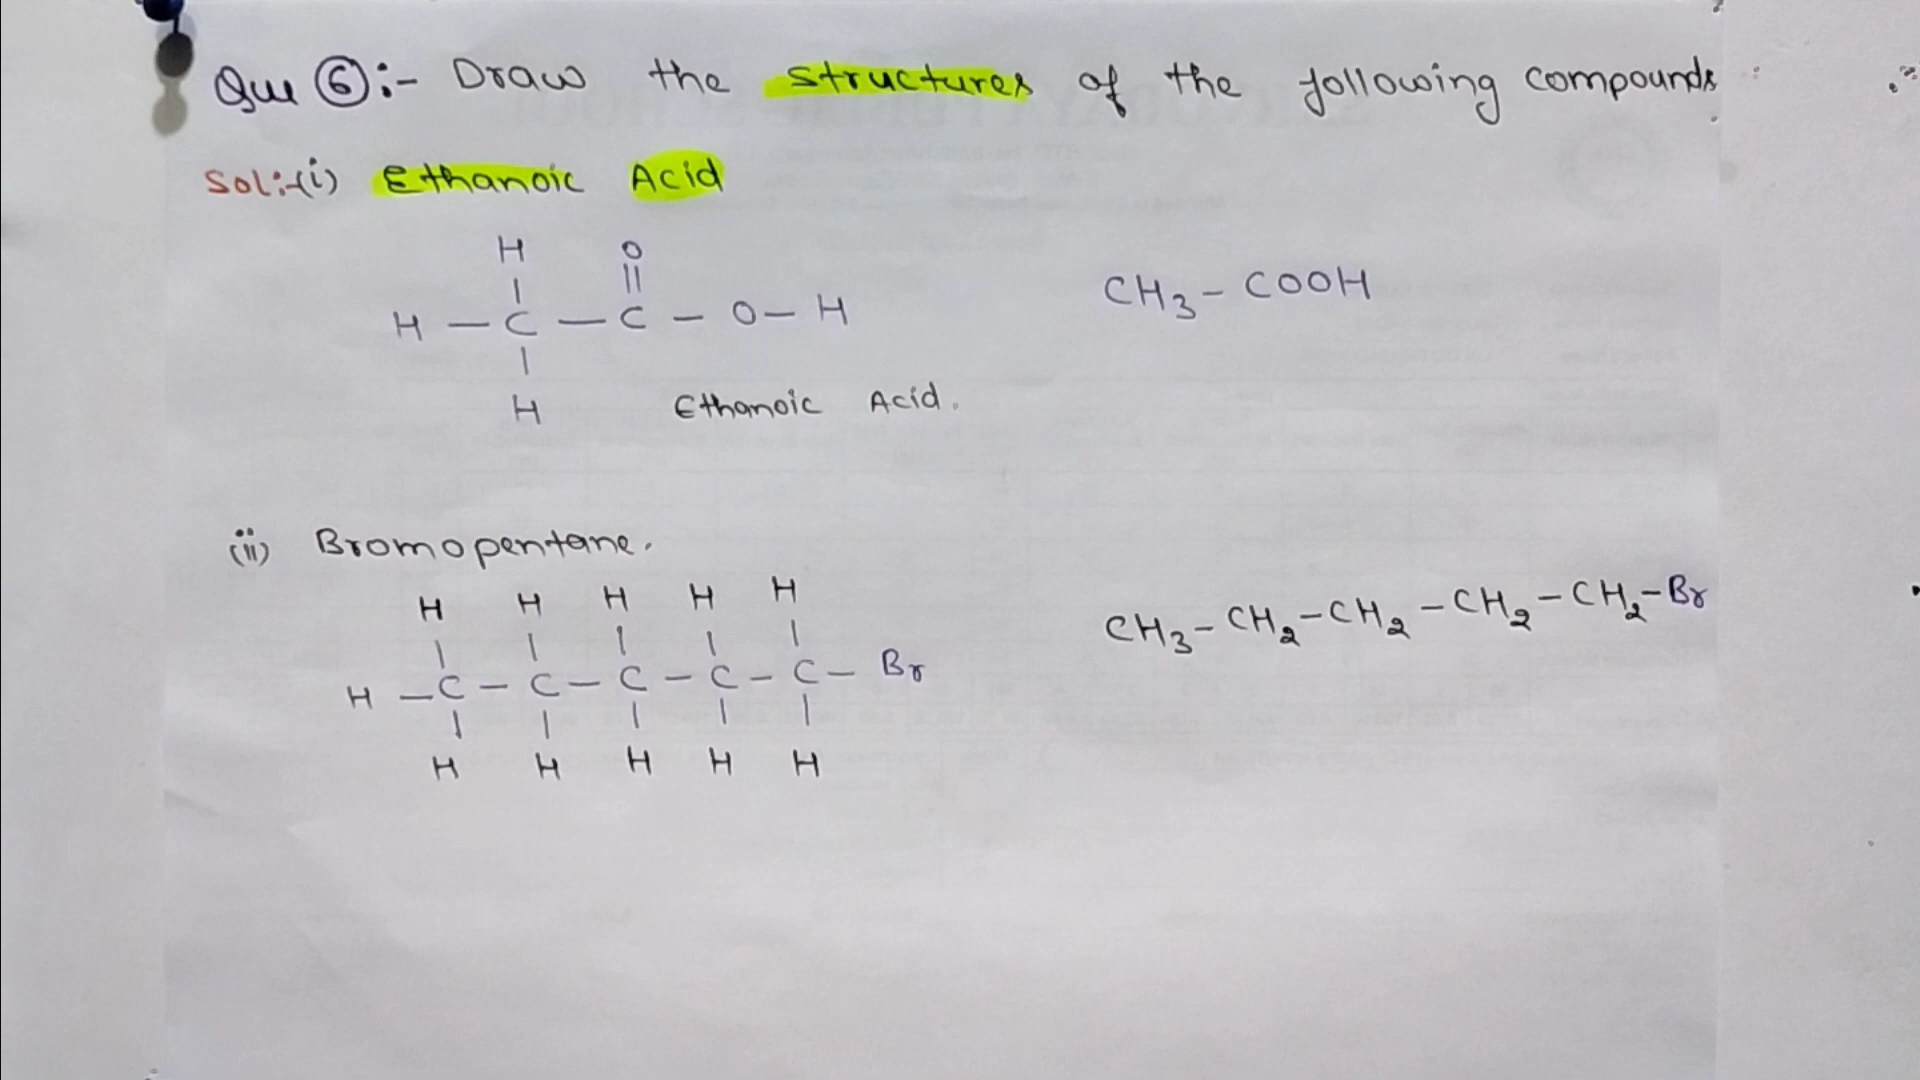 Que ⑥:- Draw the structures of the following compounds:
Sol:-(i) Ethanoic Acid
H O
| ||
H — C — C — O — H
|
H
Ethanoic Acid.
CH₃ - COOH
(ii) Bromopentane.
H H H H H
| | | | |
H — C — C — C — C — C — Br
| | | | |
H H H H H
CH₃ - CH₂ - CH₂ - CH₂ - CH₂ - Br